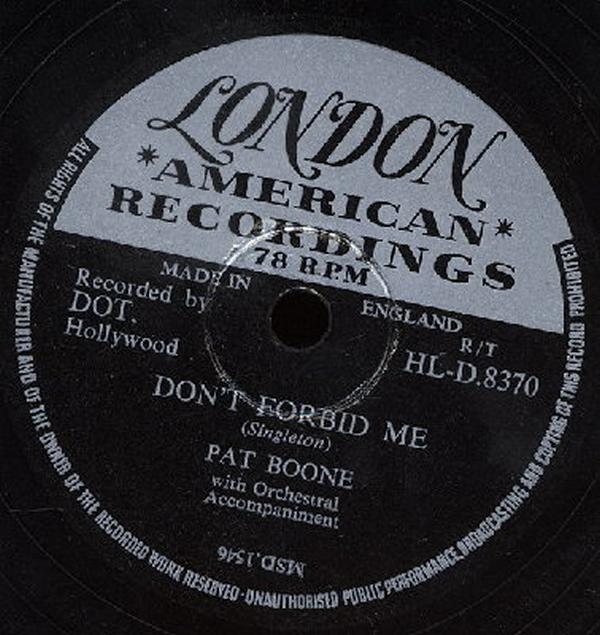 LONDON
*AMERICAN*
RECORDINGS
78 R.P.M
MADE IN ENGLAND
Recorded by
DOT.
Hollywood
R/T
HL-D.8370
DON'T FORBID ME
(Singleton)
PAT BOONE
with Orchestral
Accompaniment
MSD.1546
ALL RIGHTS OF THE MANUFACTURER AND OF THE OWNER OF THE RECORDED WORK RESERVED·UNAUTHORISED PUBLIC PERFORMANCE BROADCASTING AND COPYING OF THIS RECORD PROHIBITED